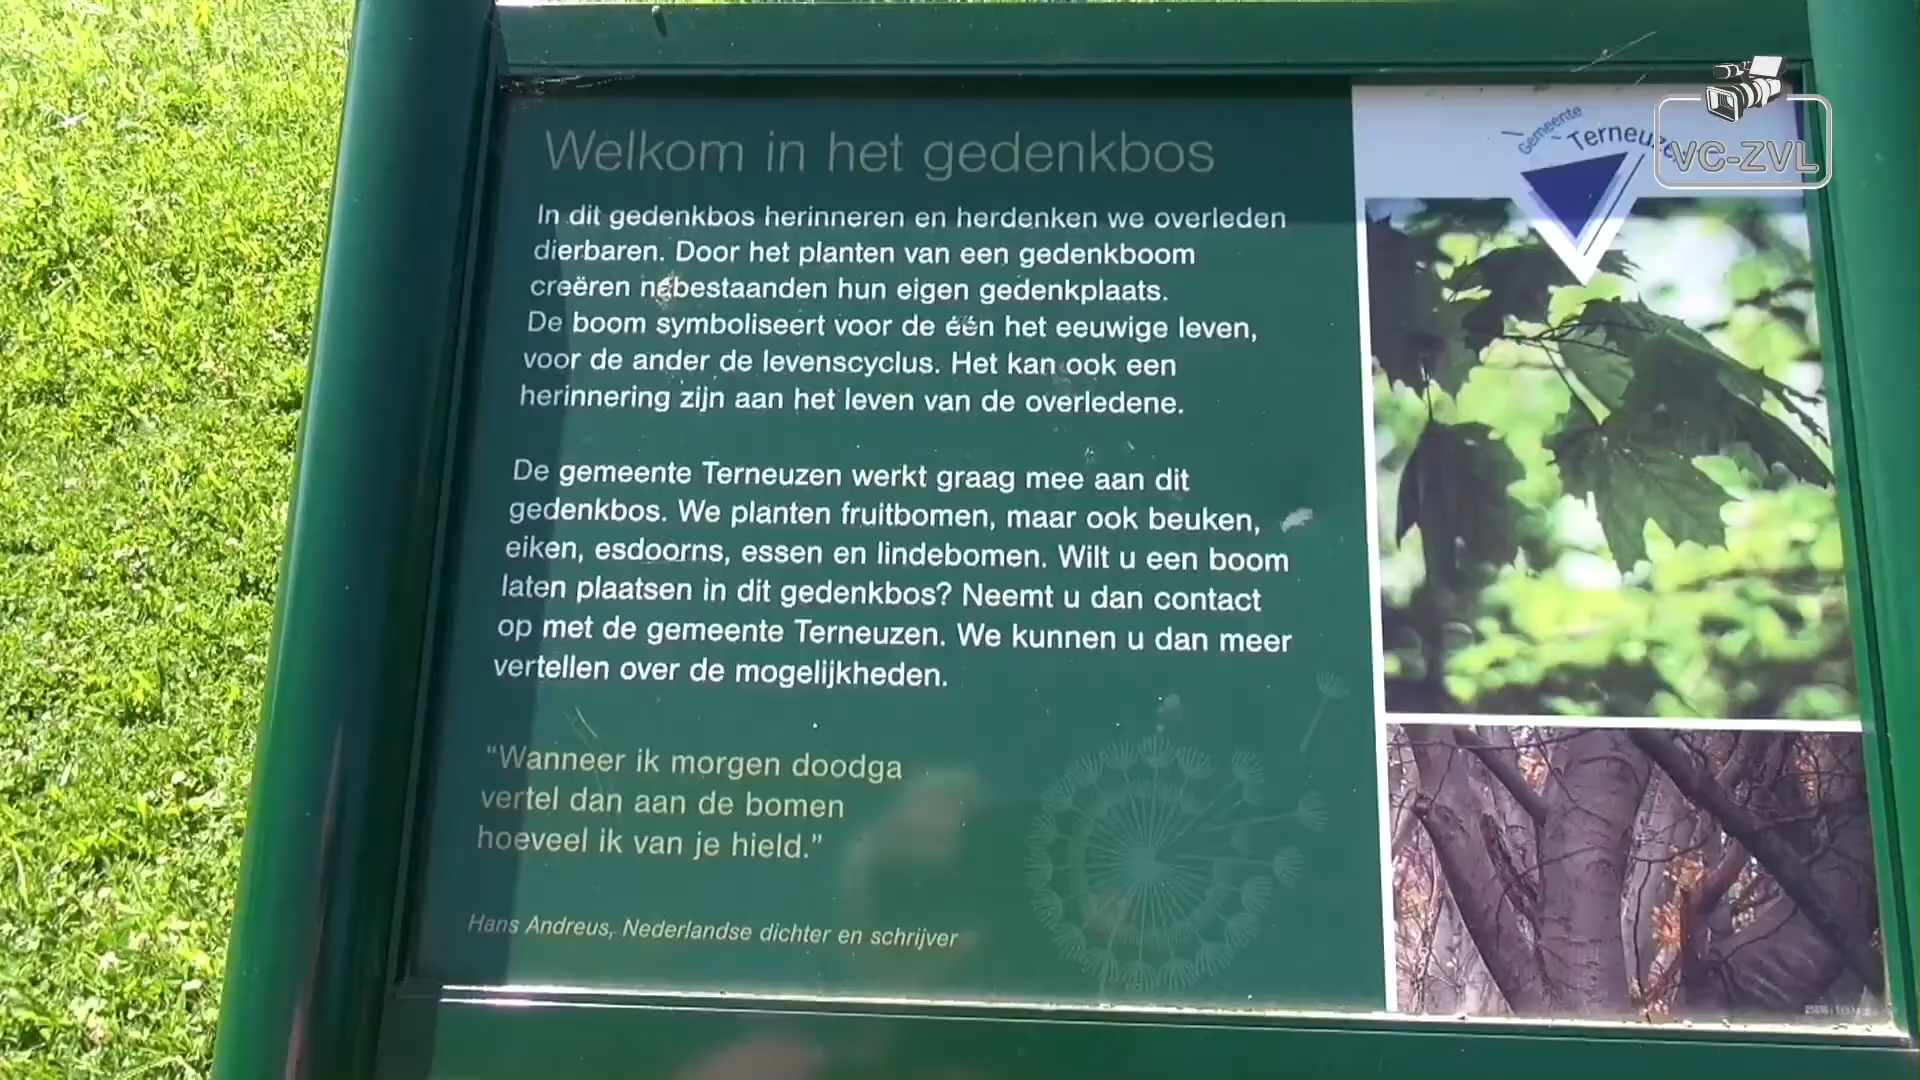 Welkom in het gedenkbos
In dit gedenkbos herinneren en herdenken we overleden
dierbaren. Door het planten van een gedenkboom
creëren nabestaanden hun eigen gedenkplaats.
De boom symboliseert voor de één het eeuwige leven,
voor de ander de levenscyclus. Het kan ook een
herinnering zijn aan het leven van de overledene.
De gemeente Terneuzen werkt graag mee aan dit
gedenkbos. We planten fruitbomen, maar ook beuken,
eiken, esdoorns, essen en lindebomen. Wilt u een boom
laten plaatsen in dit gedenkbos? Neemt u dan contact
op met de gemeente Terneuzen. We kunnen u dan meer
vertellen over de mogelijkheden.
“Wanneer ik morgen doodga
vertel dan aan de bomen
hoeveel ik van je hield.”
Hans Andreus, Nederlandse dichter en schrijver
Gemeente
Terneuzen
VC-ZVL